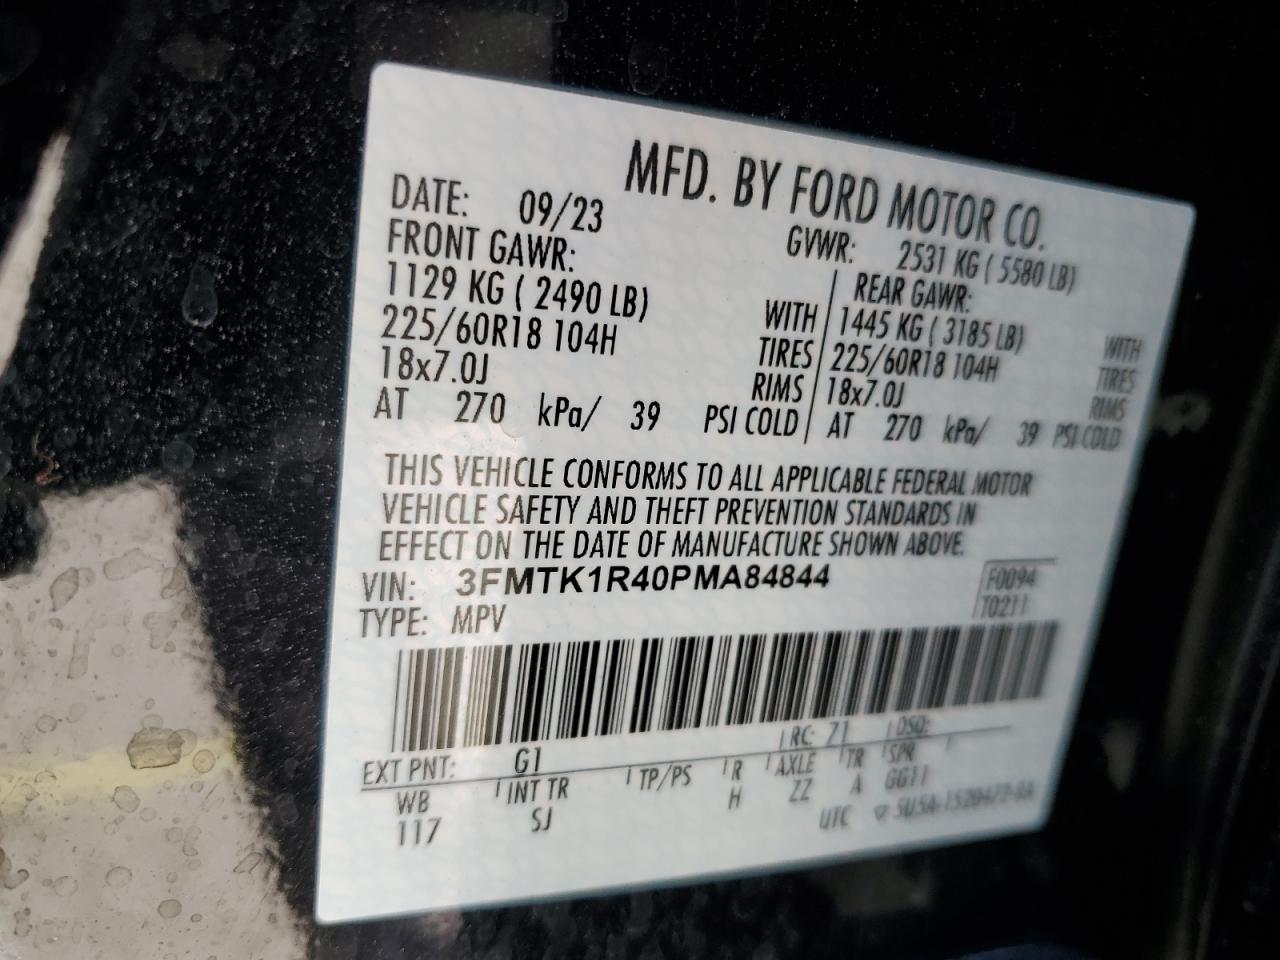 MFD. BY FORD MOTOR CO.
DATE: 09/23 GVWR: 2531 KG ( 5580 LB)
FRONT GAWR: REAR GAWR:
1129 KG ( 2490 LB) WITH 1445 KG ( 3185 LB) WITH
225/60R18 104H TIRES 225/60R18 104H TIRES
18x7.0J RIMS 18x7.0J RIMS
AT 270 kPa/ 39 PSI COLD AT 270 kPa/ 39 PSI COLD
THIS VEHICLE CONFORMS TO ALL APPLICABLE FEDERAL MOTOR
VEHICLE SAFETY AND THEFT PREVENTION STANDARDS IN
EFFECT ON THE DATE OF MANUFACTURE SHOWN ABOVE.
VIN: 3FMTK1R40PMA84844 F0094
TYPE: MPV T0211
EXT PNT: G1 RC: 71 DSO:
WB INT TR TP/PS R AXLE TR SPR
117 SJ H ZZ A GG11
UTC